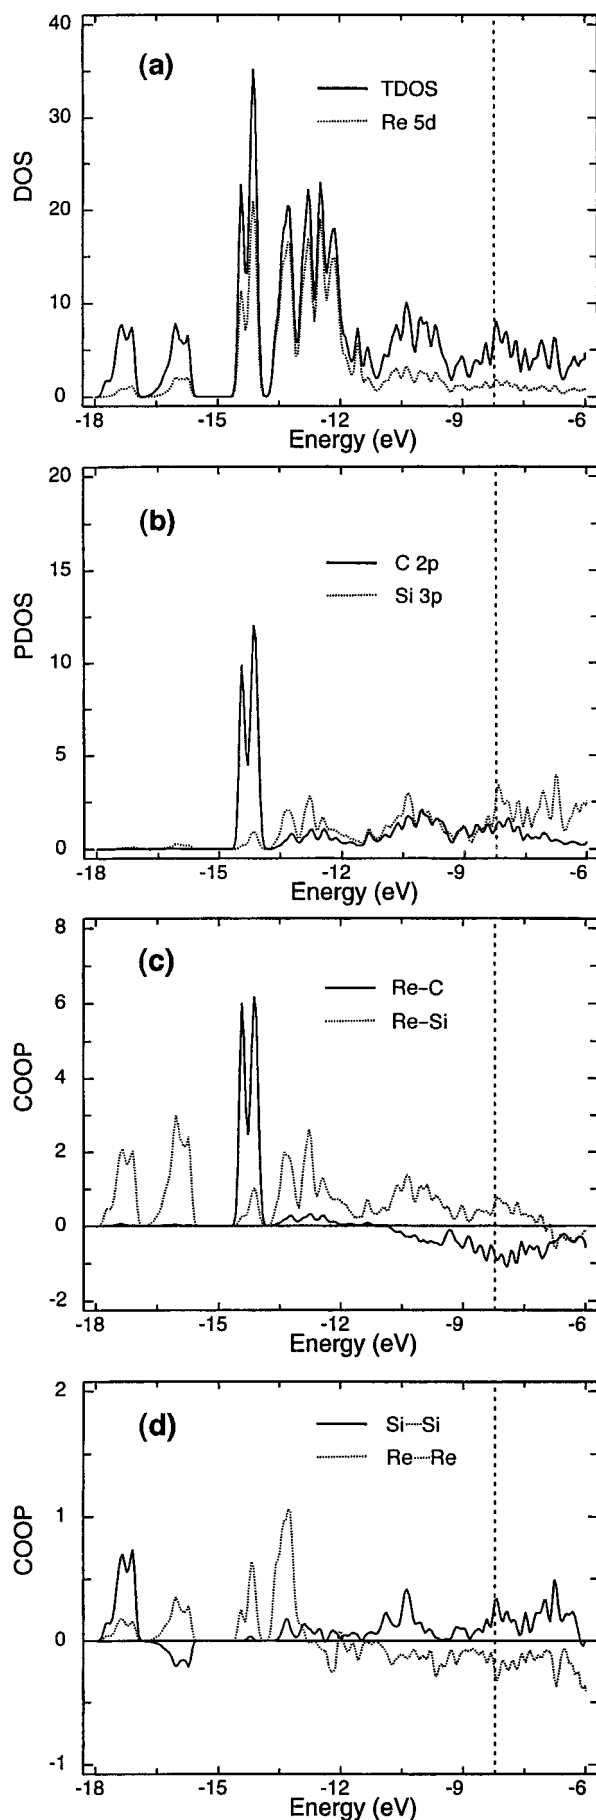 (a)
TDOS
Re 5d
DOS
40
30
20
10
0
-18 -15 -12 -9 -6
Energy (eV)
(b)
C 2p
Si 3p
PDOS
20
15
10
5
0
-18 -15 -12 -9 -6
Energy (eV)
(c)
Re–C
Re–Si
COOP
8
6
4
2
0
-2
-18 -15 -12 -9 -6
Energy (eV)
(d)
Si····Si
Re····Re
COOP
2
1
0
-1
-18 -15 -12 -9 -6
Energy (eV)